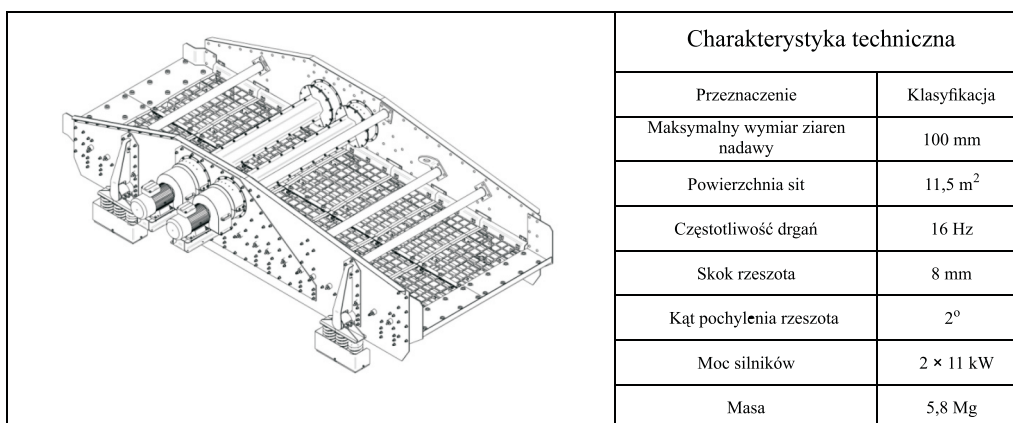 Charakterystyka techniczna
Przeznaczenie Klasyfikacja
Maksymalny wymiar ziaren
nadawy 100 mm
Powierzchnia sit 11,5 m²
Częstotliwość drgań 16 Hz
Skok rzeszota 8 mm
Kąt pochylenia rzeszota 2º
Moc silników 2 × 11 kW
Masa 5,8 Mg